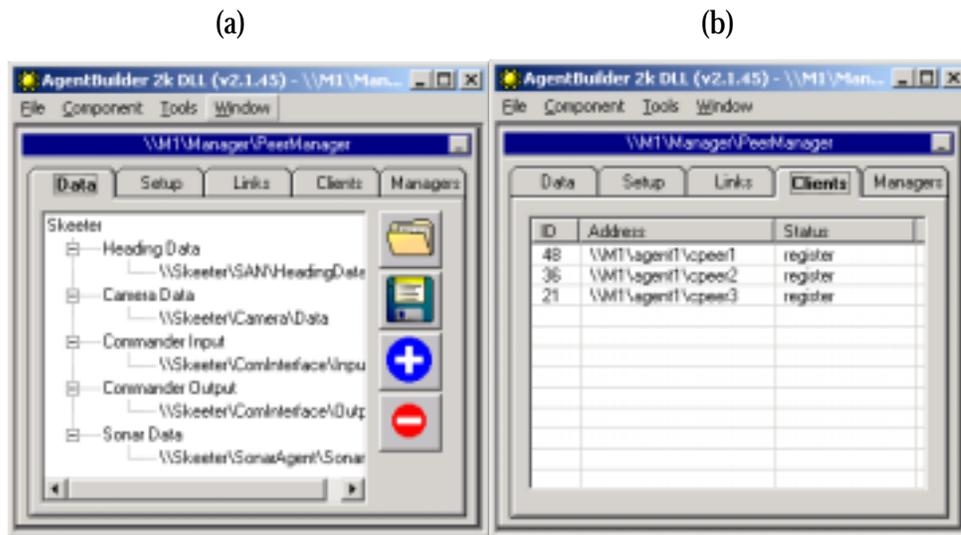 (a)
(b)
AgentBuilder 2k DLL (v2.1.45) - \\M1\Man...
File Component Tools Window
\\M1\Manager\PeerManager
Data Setup Links Clients Managers
Skeeter
Heading Data
\\Skeeter\SAN\HeadingData
Camera Data
\\Skeeter\Camera\Data
Commander Input
\\Skeeter\ComInterface\Inpu
Commander Output
\\Skeeter\ComInterface\Outp
Sonar Data
\\Skeeter\SonarAgent\Sonar
AgentBuilder 2k DLL (v2.1.45) - \\M1\Man...
File Component Tools Window
\\M1\Manager\PeerManager
Data Setup Links Clients Managers
ID Address Status
48 \\M1\agent1\cpeer1 register
36 \\M1\agent1\cpeer2 register
21 \\M1\agent1\cpeer3 register